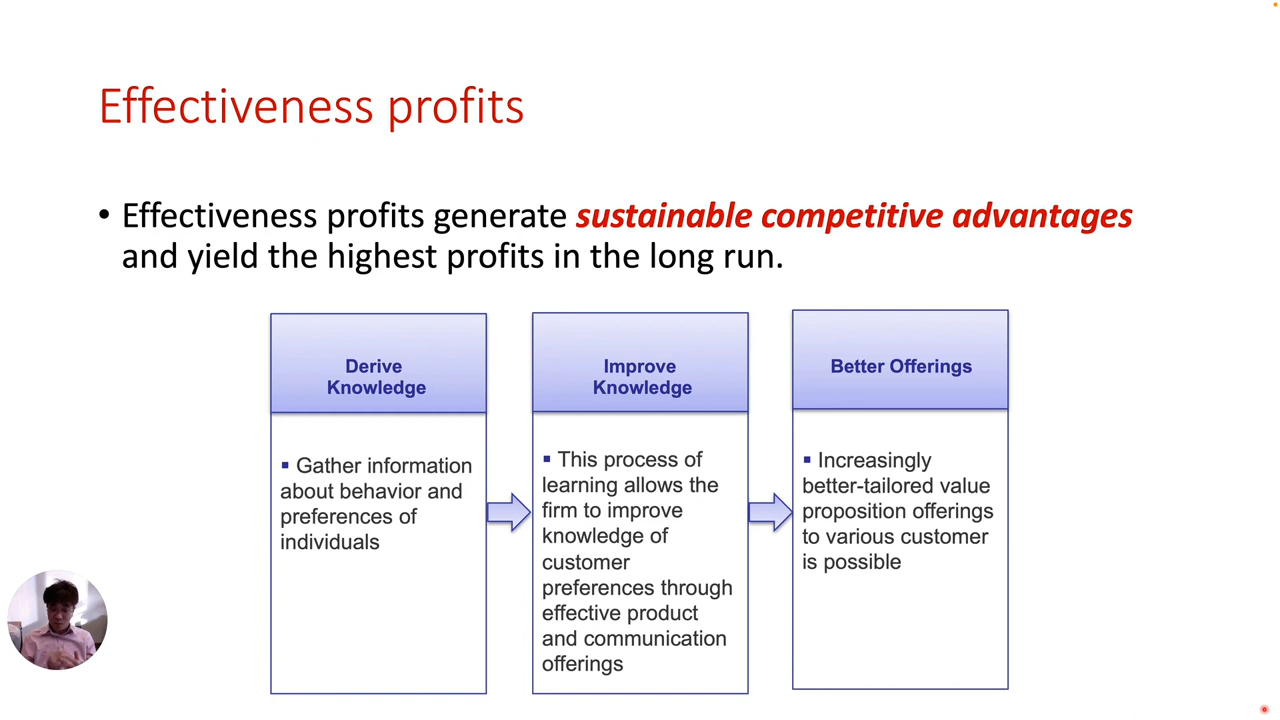 Effectiveness profits
• Effectiveness profits generate sustainable competitive advantages
and yield the highest profits in the long run.
Derive
Knowledge
▪ Gather information
about behavior and
preferences of
individuals
Improve
Knowledge
▪ This process of
learning allows the
firm to improve
knowledge of
customer
preferences through
effective product
and communication
offerings
Better Offerings
▪ Increasingly
better-tailored value
proposition offerings
to various customer
is possible